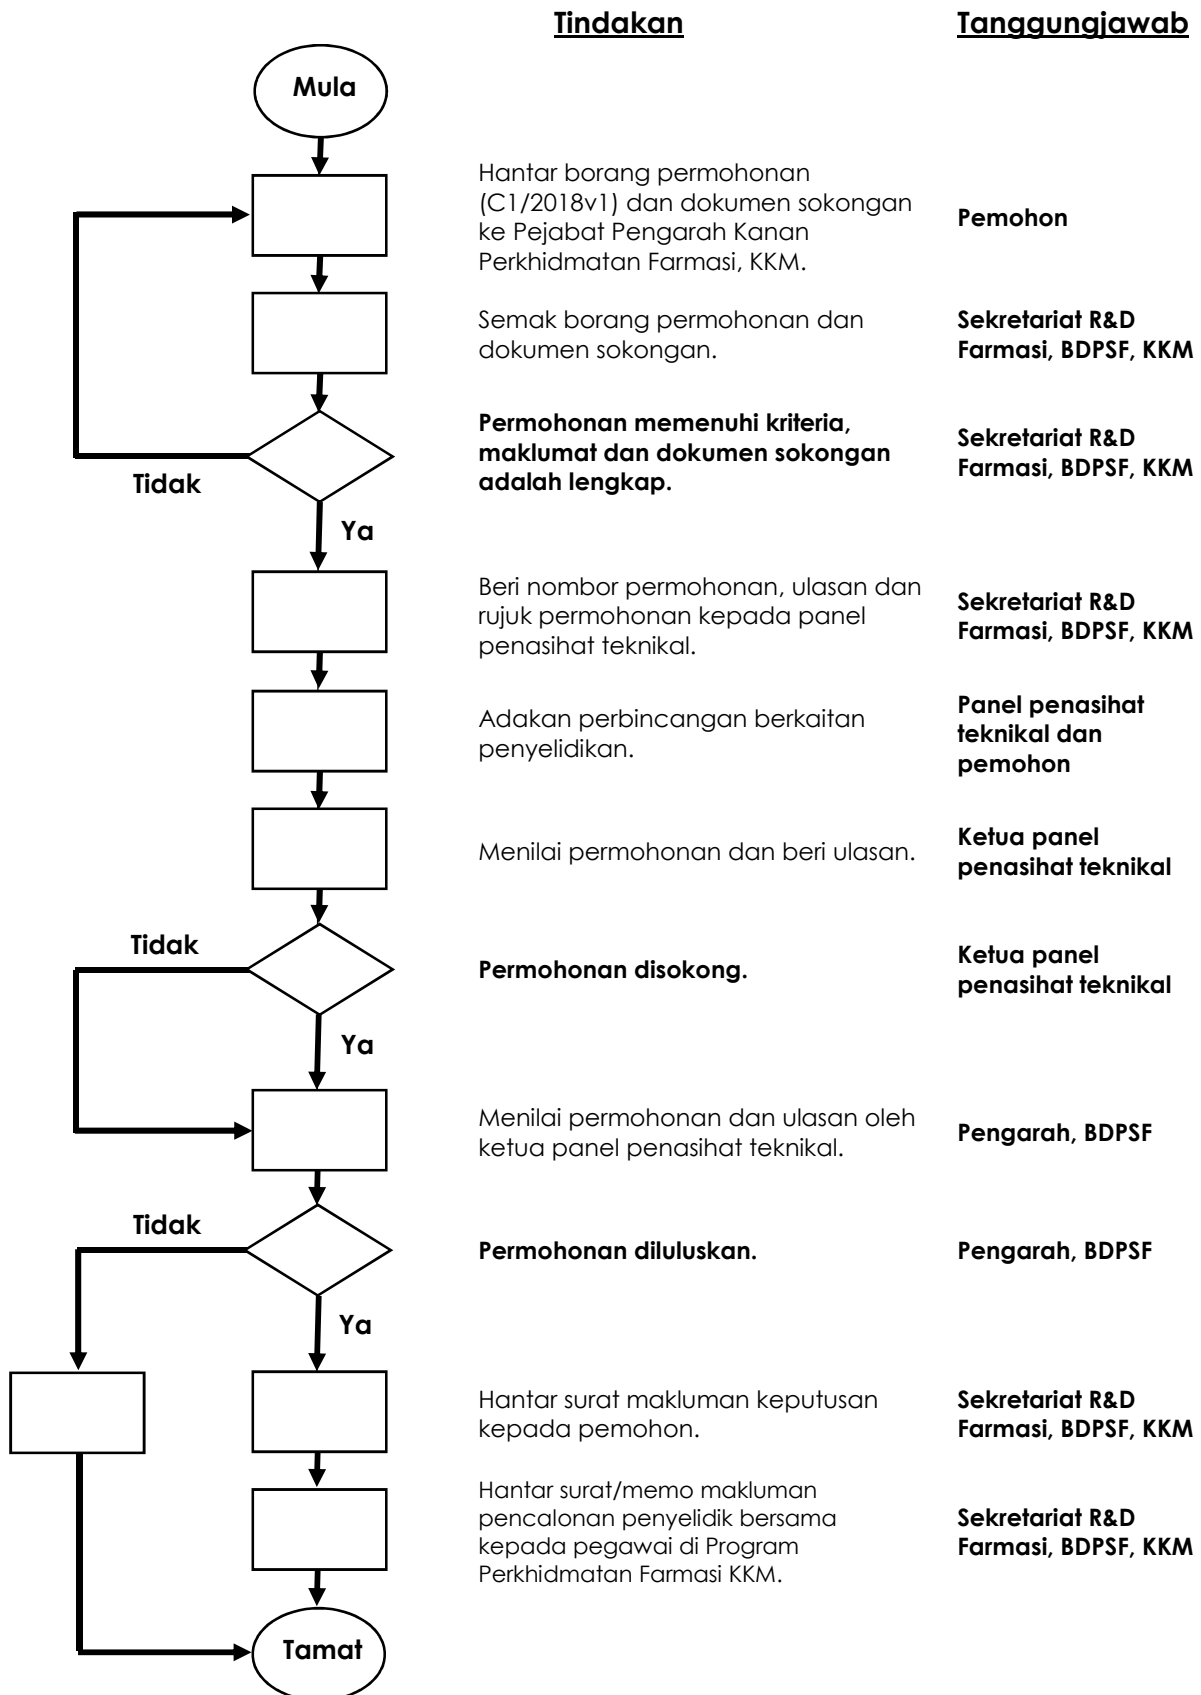 Tindakan
Tanggungjawab
Mula
Hantar borang permohonan
(C1/2018v1) dan dokumen sokongan
ke Pejabat Pengarah Kanan
Perkhidmatan Farmasi, KKM.
Pemohon
Semak borang permohonan dan
dokumen sokongan.
Sekretariat R&D
Farmasi, BDPSF, KKM
Permohonan memenuhi kriteria,
maklumat dan dokumen sokongan
adalah lengkap.
Sekretariat R&D
Farmasi, BDPSF, KKM
Tidak
Ya
Beri nombor permohonan, ulasan dan
rujuk permohonan kepada panel
penasihat teknikal.
Sekretariat R&D
Farmasi, BDPSF, KKM
Adakan perbincangan berkaitan
penyelidikan.
Panel penasihat
teknikal dan
pemohon
Menilai permohonan dan beri ulasan.
Ketua panel
penasihat teknikal
Tidak
Permohonan disokong.
Ketua panel
penasihat teknikal
Ya
Menilai permohonan dan ulasan oleh
ketua panel penasihat teknikal.
Pengarah, BDPSF
Tidak
Permohonan diluluskan.
Pengarah, BDPSF
Ya
Hantar surat makluman keputusan
kepada pemohon.
Sekretariat R&D
Farmasi, BDPSF, KKM
Hantar surat/memo makluman
pencalonan penyelidik bersama
kepada pegawai di Program
Perkhidmatan Farmasi KKM.
Sekretariat R&D
Farmasi, BDPSF, KKM
Tamat